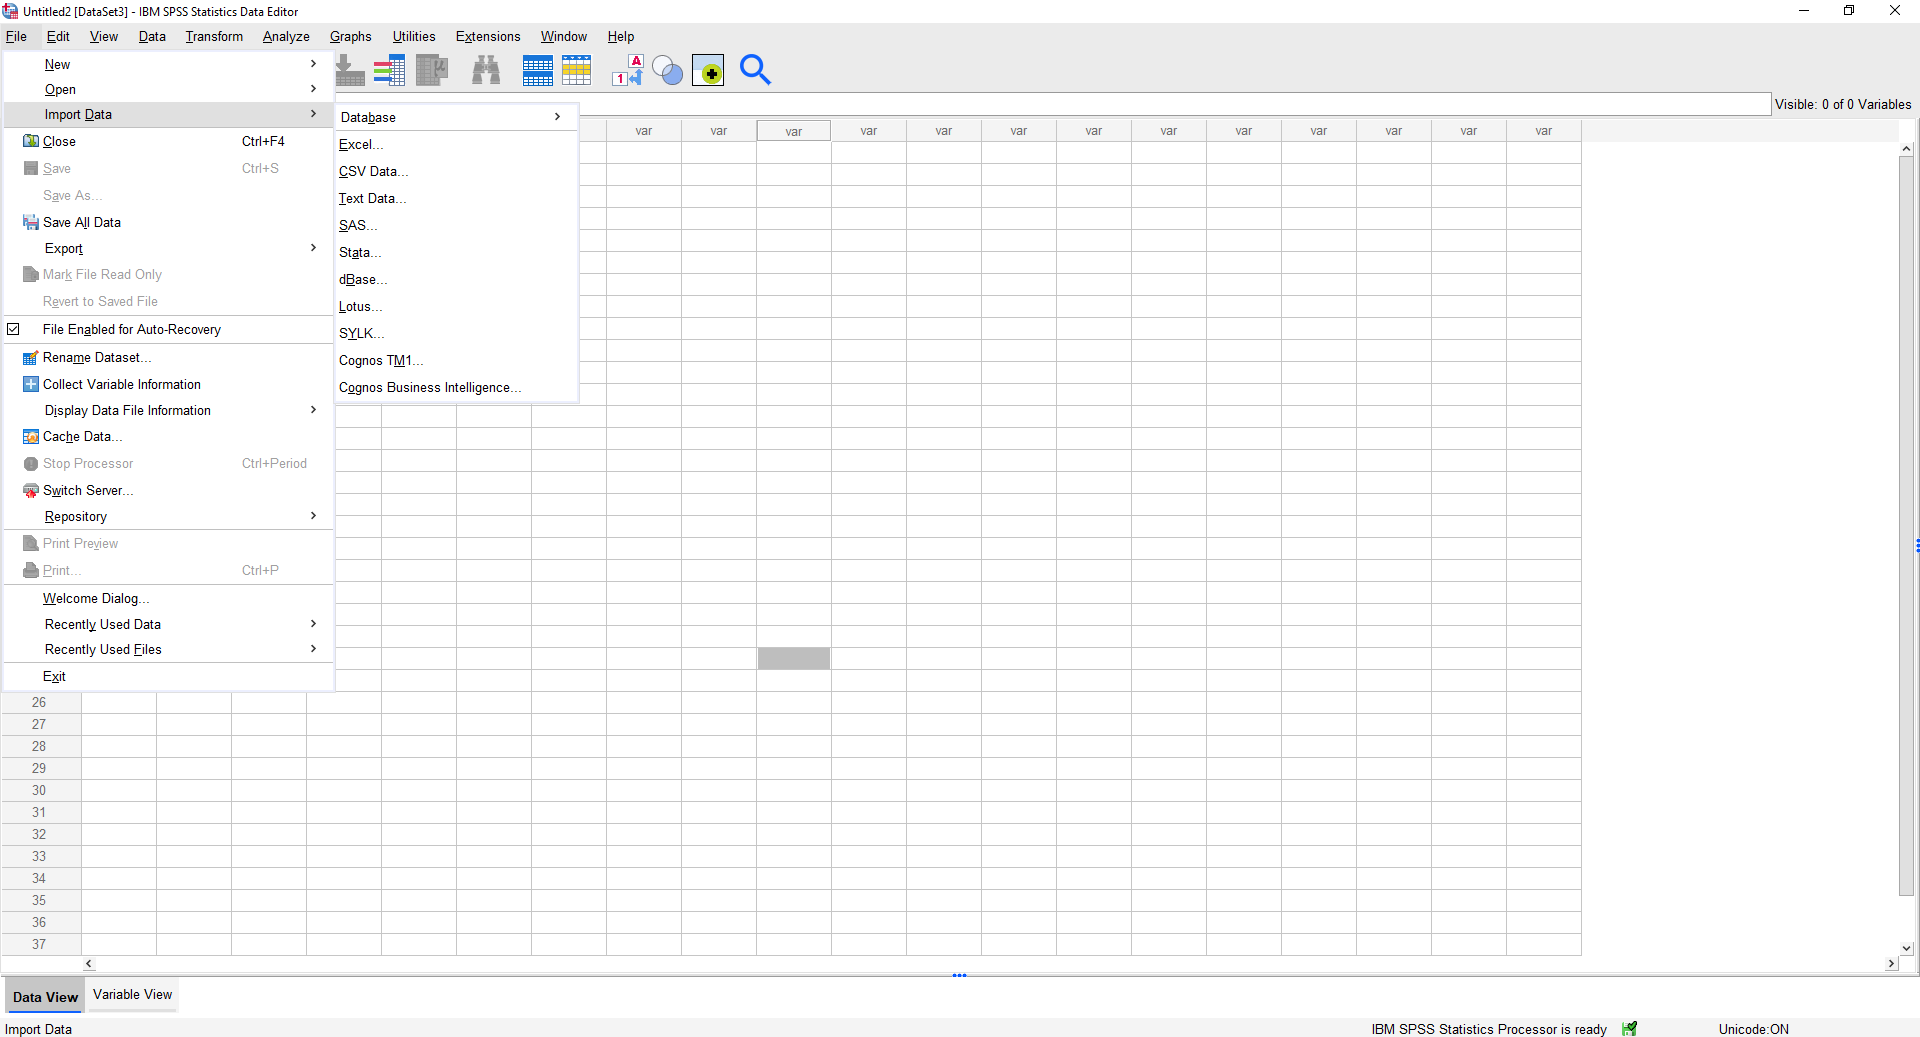 Untitled2 [DataSet3] - IBM SPSS Statistics Data Editor
File Edit View Data Transform Analyze Graphs Utilities Extensions Window Help
Visible: 0 of 0 Variables
New
Open
Import Data
Close Ctrl+F4
Save Ctrl+S
Save As...
Save All Data
Export
Mark File Read Only
Revert to Saved File
File Enabled for Auto-Recovery
Rename Dataset...
Collect Variable Information
Display Data File Information
Cache Data...
Stop Processor Ctrl+Period
Switch Server...
Repository
Print Preview
Print... Ctrl+P
Welcome Dialog...
Recently Used Data
Recently Used Files
Exit
Database
Excel...
CSV Data...
Text Data...
SAS...
Stata...
dBase...
Lotus...
SYLK...
Cognos TM1...
Cognos Business Intelligence...
var var var var var var var var var var var var var
26
27
28
29
30
31
32
33
34
35
36
37
Data View Variable View
Import Data IBM SPSS Statistics Processor is ready Unicode:ON